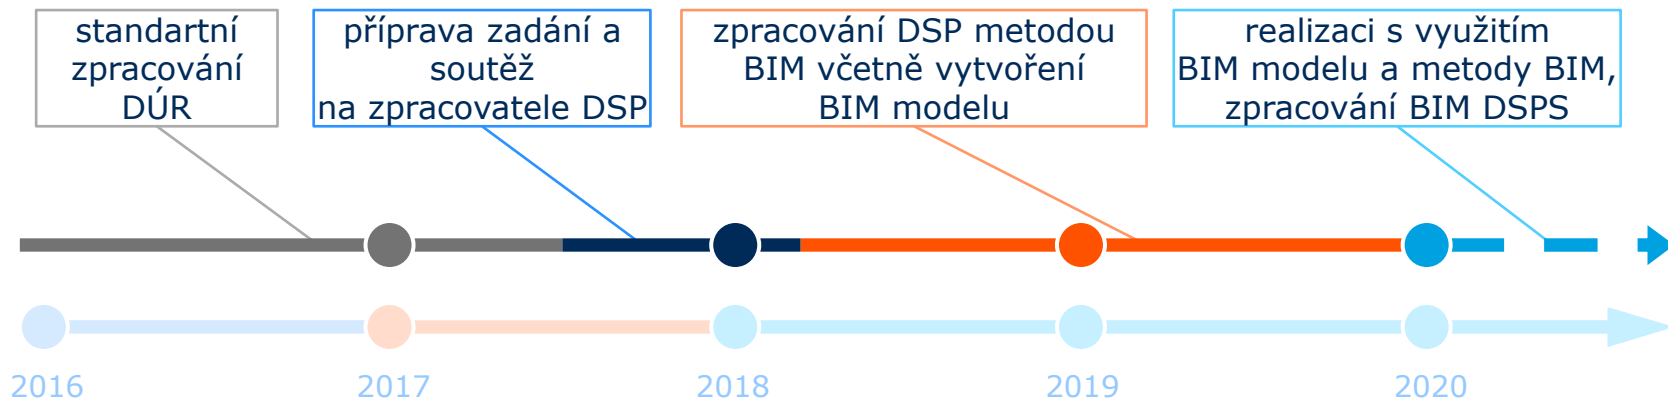 standartní
zpracování
DÚR
příprava zadání a
soutěž
na zpracovatele DSP
zpracování DSP metodou
BIM včetně vytvoření
BIM modelu
realizaci s využitím
BIM modelu a metody BIM,
zpracování BIM DSPS
2016
2017
2018
2019
2020